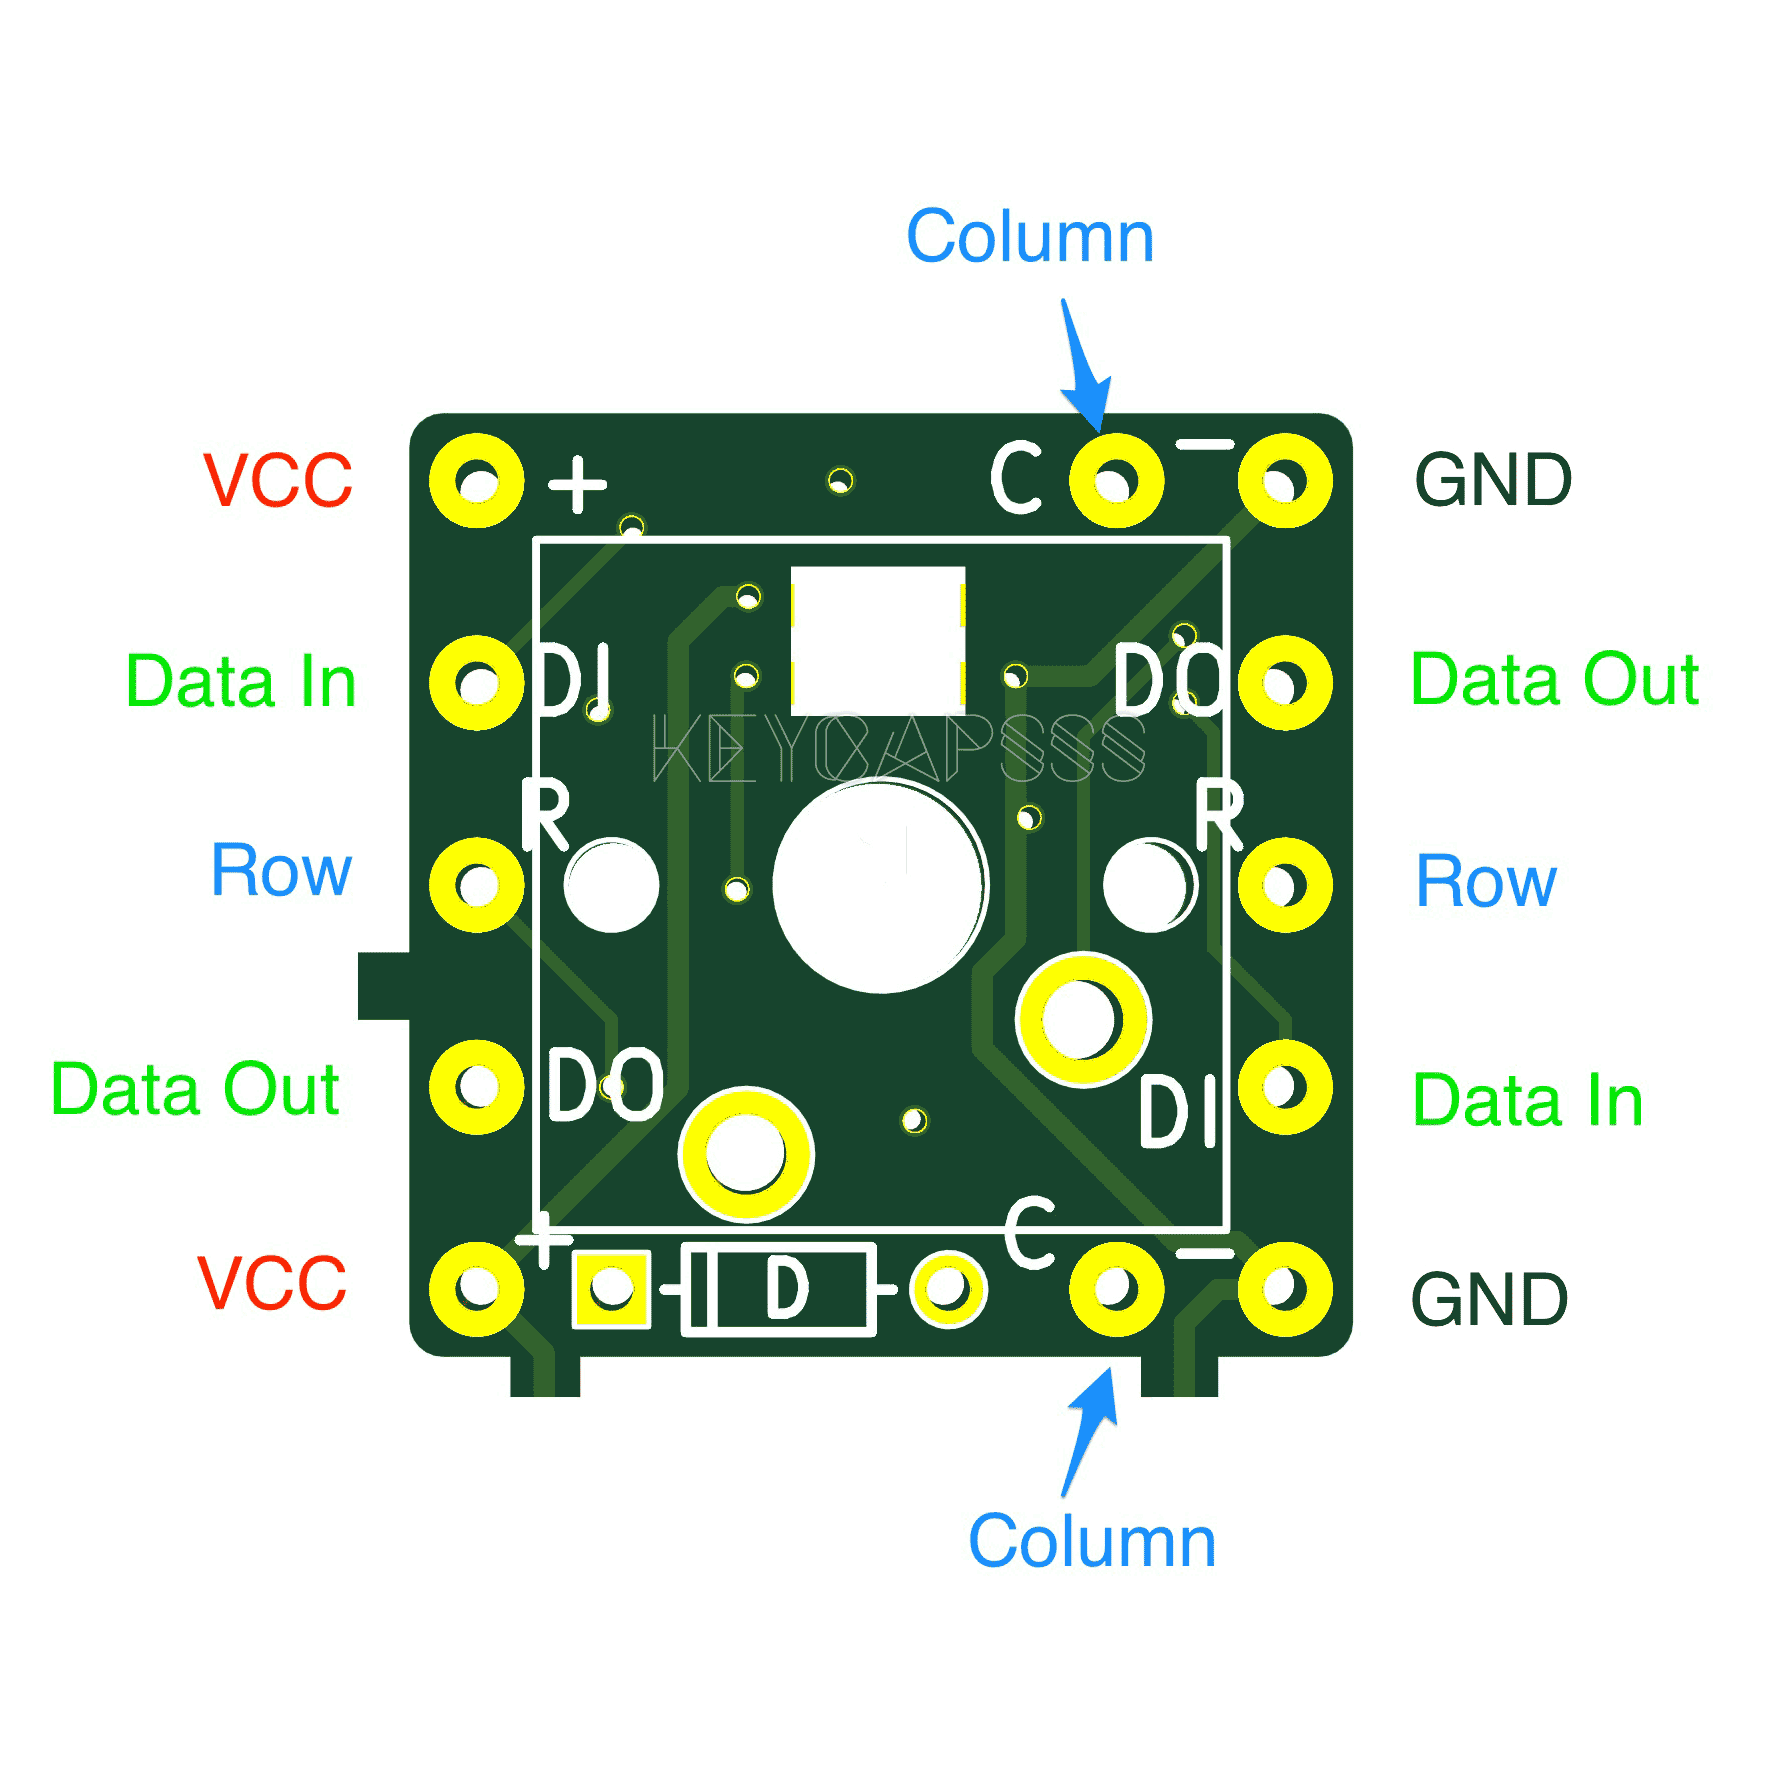 Column
VCC + C − GND
Data In DI DO Data Out
KEYCAPSSS
R R
Row Row
Data Out DO DI Data In
C
VCC + D − GND
Column